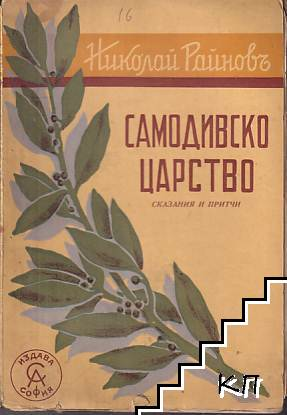 16
Николай Райновъ
САМОДИВСКО
ЦАРСТВО
СКАЗАНИЯ И ПРИТЧИ
ИЗДАВА
СА
СОФИЯ
КП